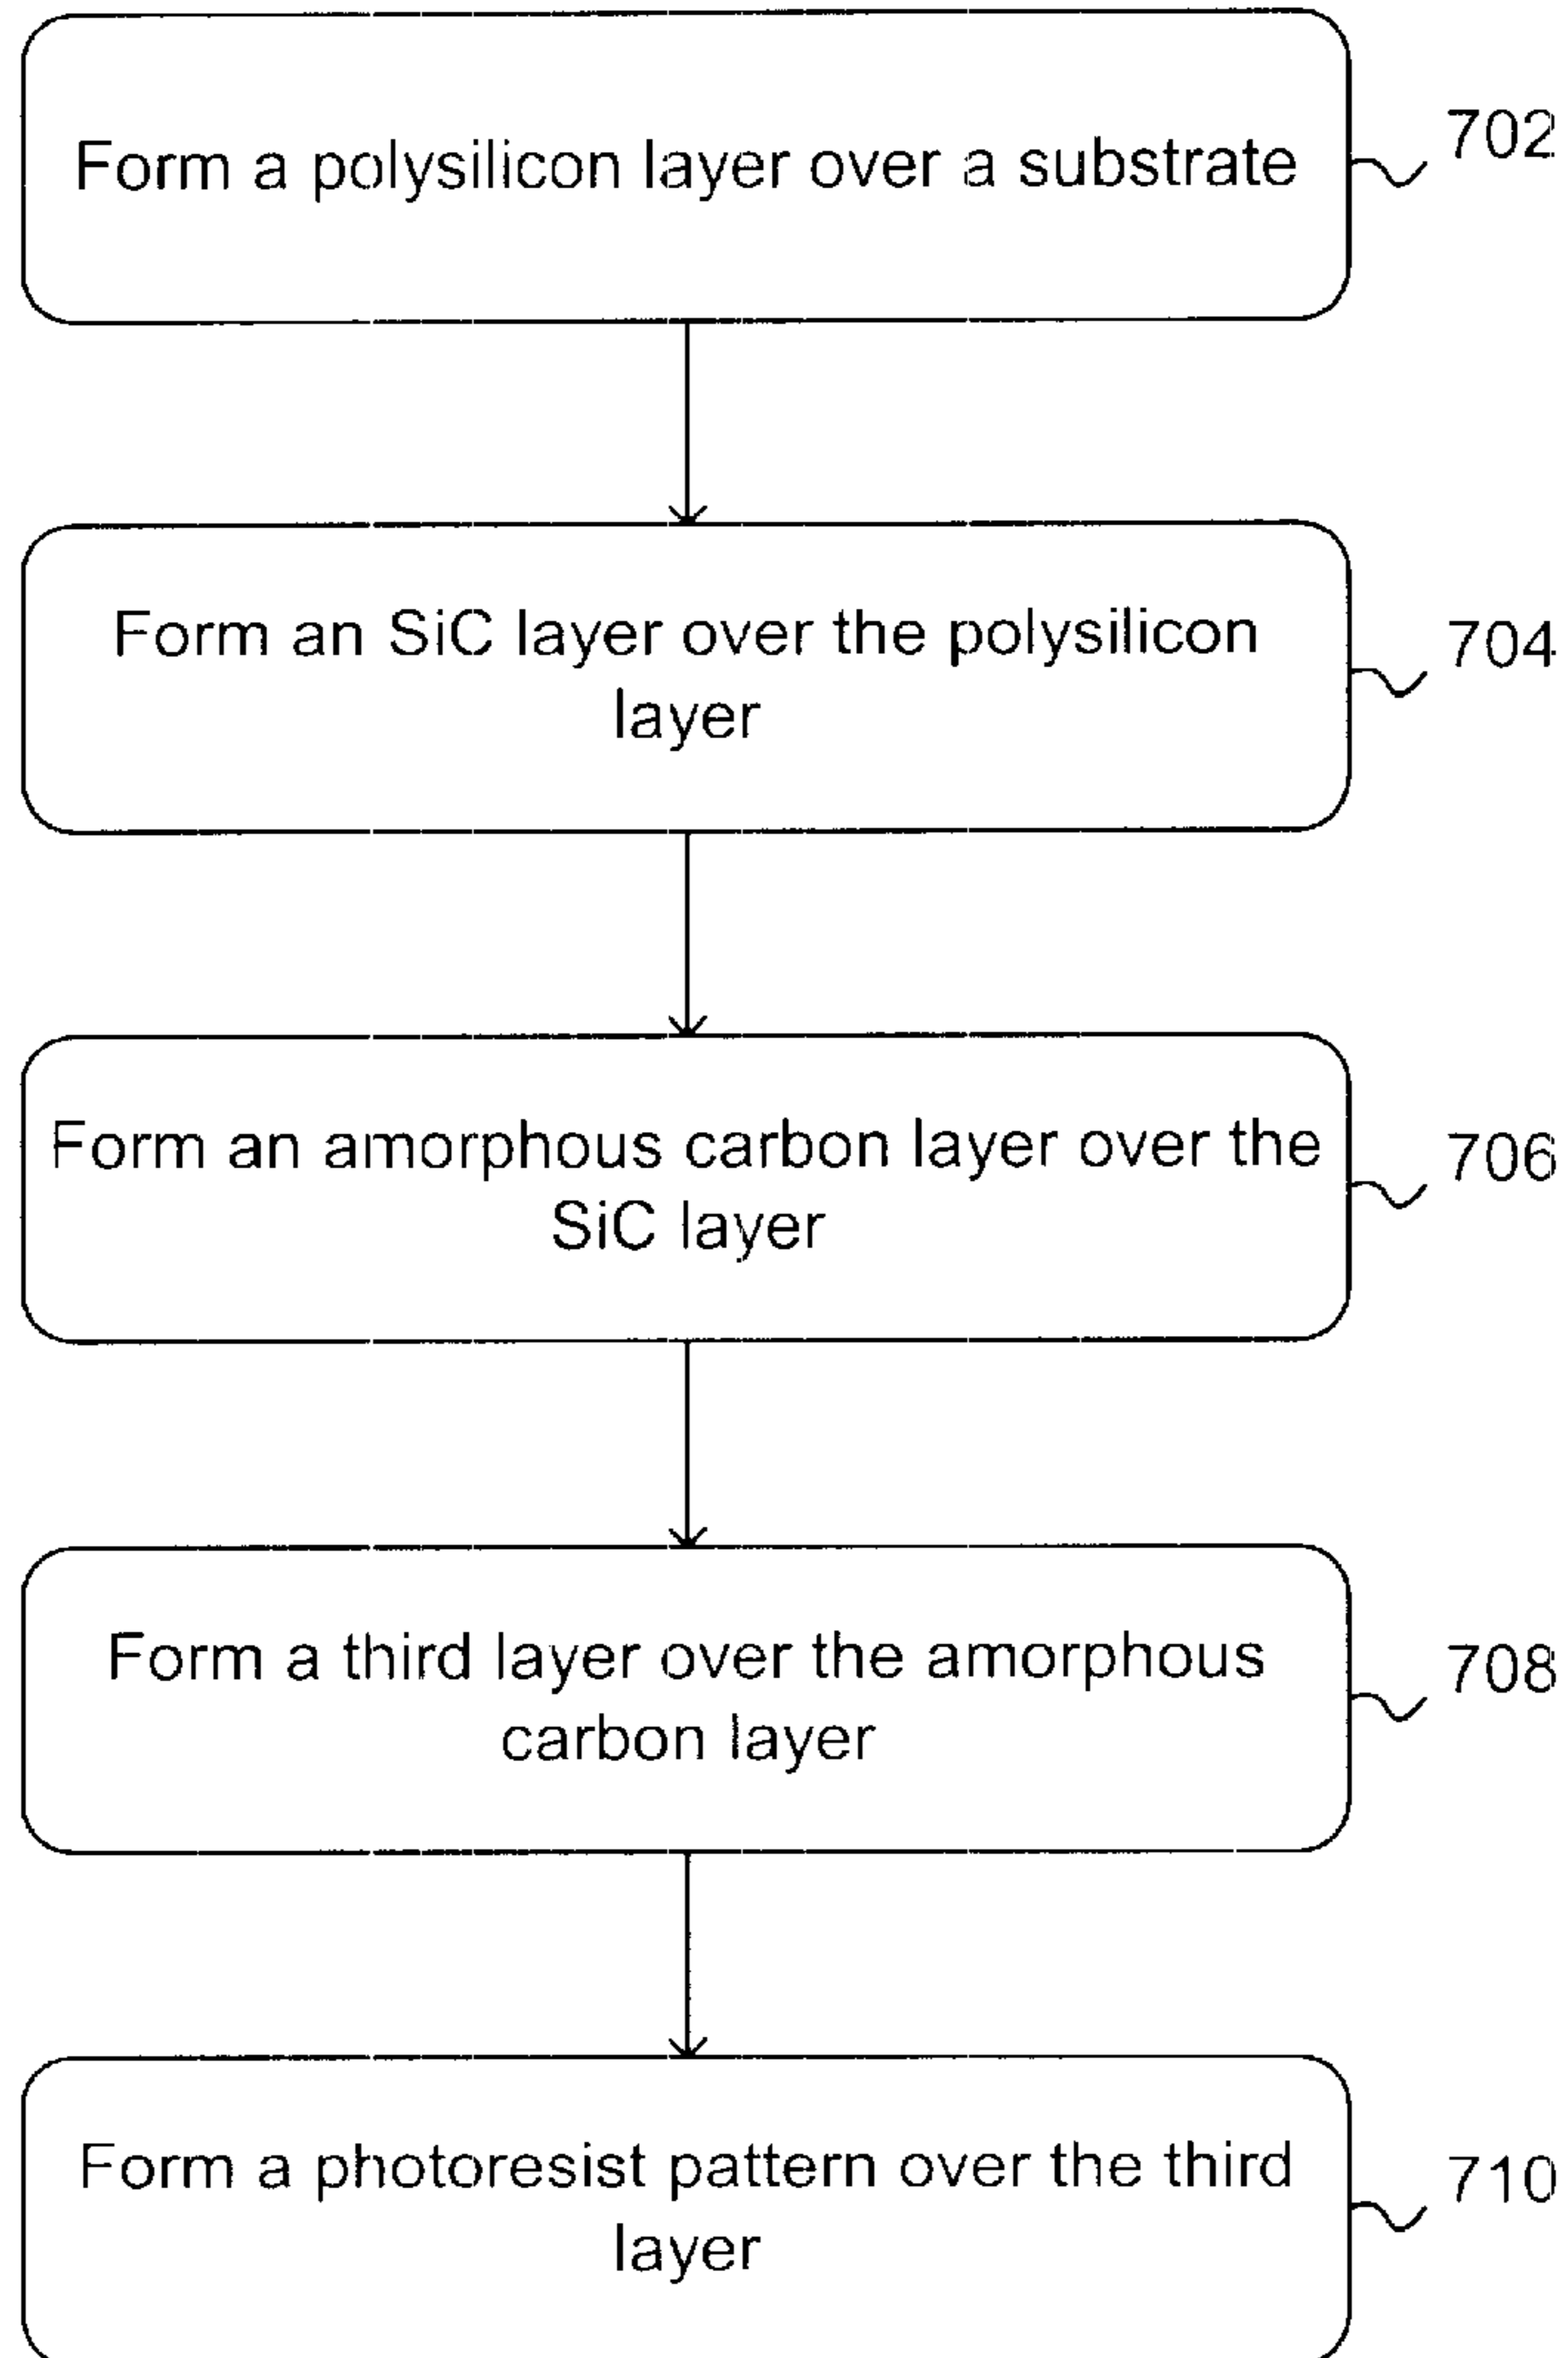 Form a polysilicon layer over a substrate
702
Form an SiC layer over the polysilicon
layer
704
Form an amorphous carbon layer over the
SiC layer
706
Form a third layer over the amorphous
carbon layer
708
Form a photoresist pattern over the third
layer
710